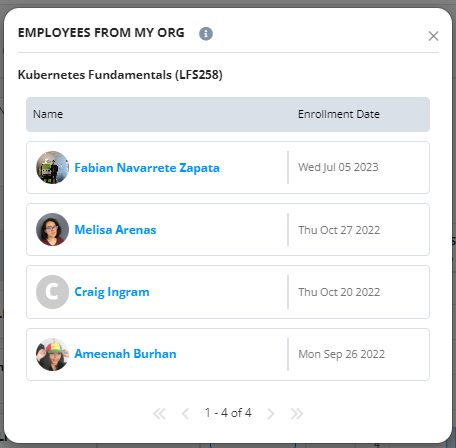 EMPLOYEES FROM MY ORG
Kubernetes Fundamentals (LFS258)
Name Enrollment Date
Fabian Navarrete Zapata Wed Jul 05 2023
Melisa Arenas Thu Oct 27 2022
C Craig Ingram Thu Oct 20 2022
Ameenah Burhan Mon Sep 26 2022
1 - 4 of 4